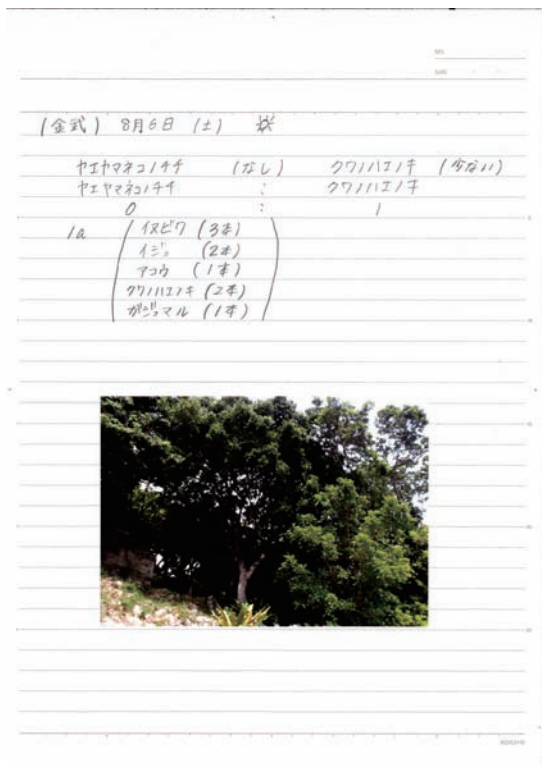 NO.
DATE
(金武) 8月6日 (土)
ヤエヤマネコノチチ (なし) クワノハエノキ (少ない)
ヤエヤマネコノチチ : クワノハエノキ
0 : 1
1a イヌビワ (3本)
(2本)
アコウ (1本)
クワノハエノキ (2本)
ガジュマル (1本)